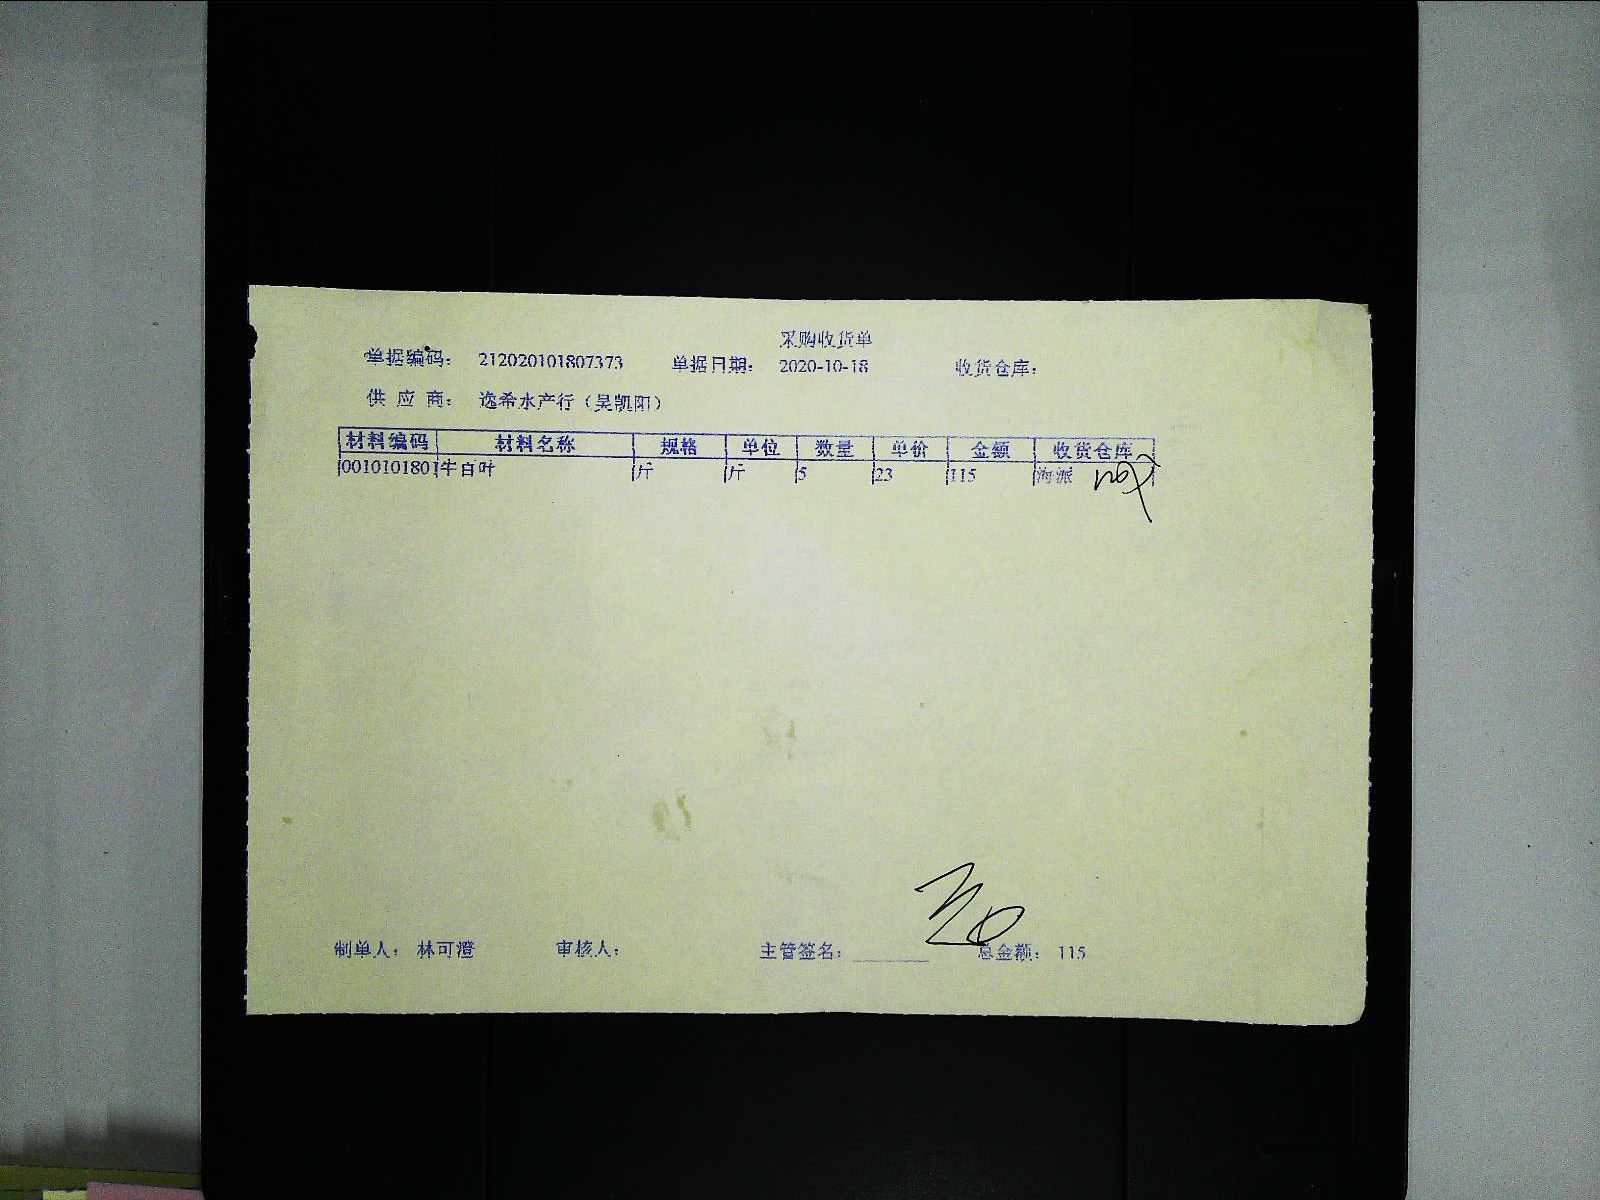 采购收货单
单据编码： 212020101807373 单据日期： 2020-10-18 收货仓库：
供 应 商： 逸希水产行（吴凯阳）
材料编码 材料名称 规格 单位 数量 单价 金额 收货仓库
0010101801 牛百叶 斤 斤 5 23 115 海派
制单人： 林可澄 审核人： 主管签名： 总金额： 115